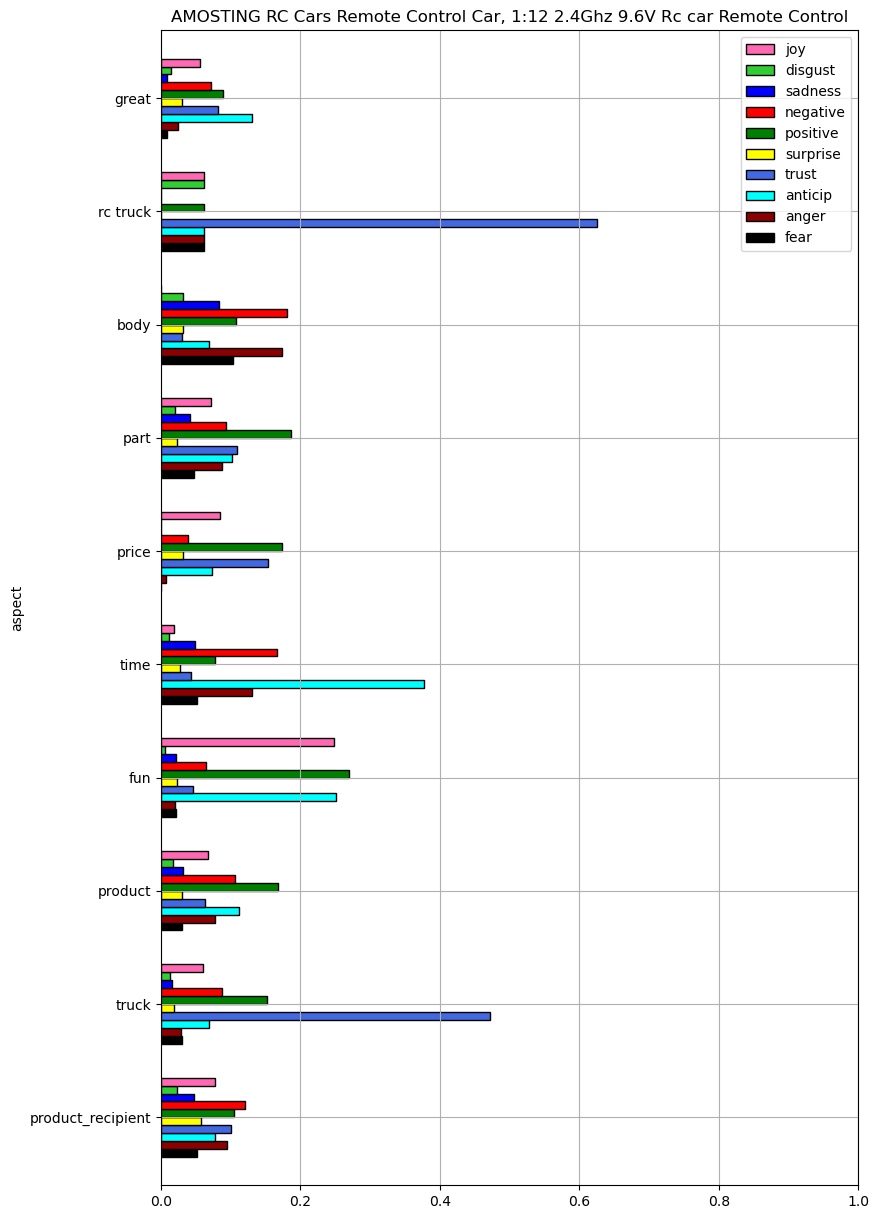 AMOSTING RC Cars Remote Control Car, 1:12 2.4Ghz 9.6V Rc car Remote Control
joy
disgust
sadness
negative
positive
surprise
trust
anticip
anger
fear
great
rc truck
body
part
price
time
fun
product
truck
product_recipient
aspect
0.0 0.2 0.4 0.6 0.8 1.0